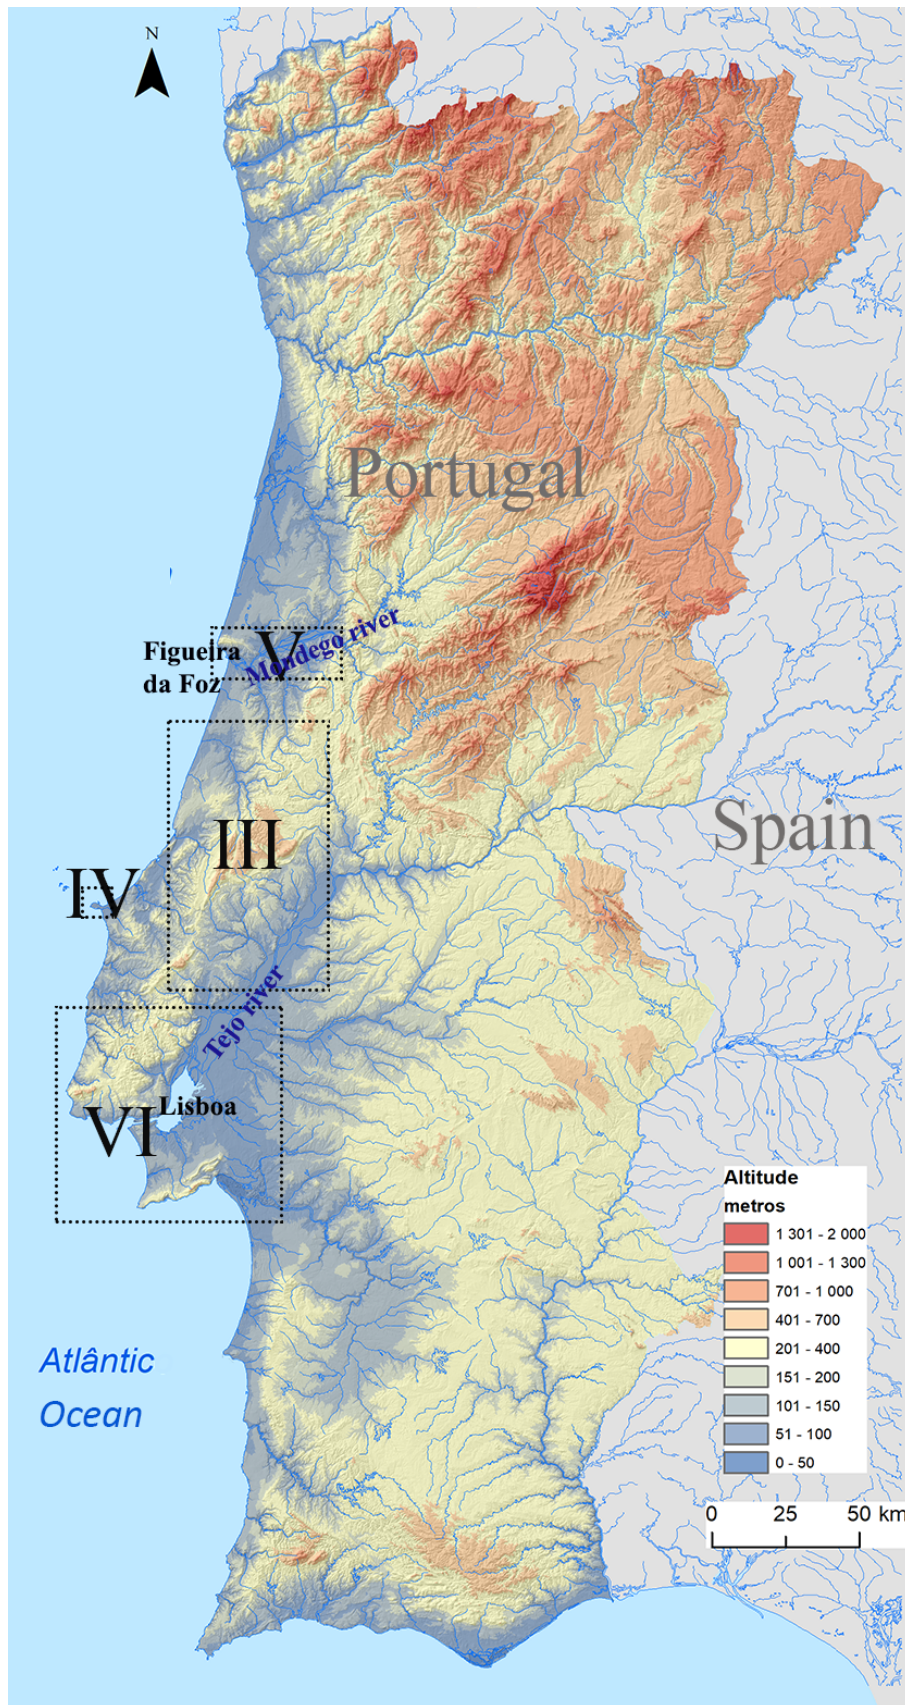 N
Portugal
Figueira
da Foz
V
Mondego river
III
Spain
IV
Tejo river
Lisboa
VI
Altitude
metros
1 301 - 2 000
1 001 - 1 300
701 - 1 000
401 - 700
201 - 400
151 - 200
101 - 150
51 - 100
0 - 50
Atlântic
Ocean
0 25 50 km